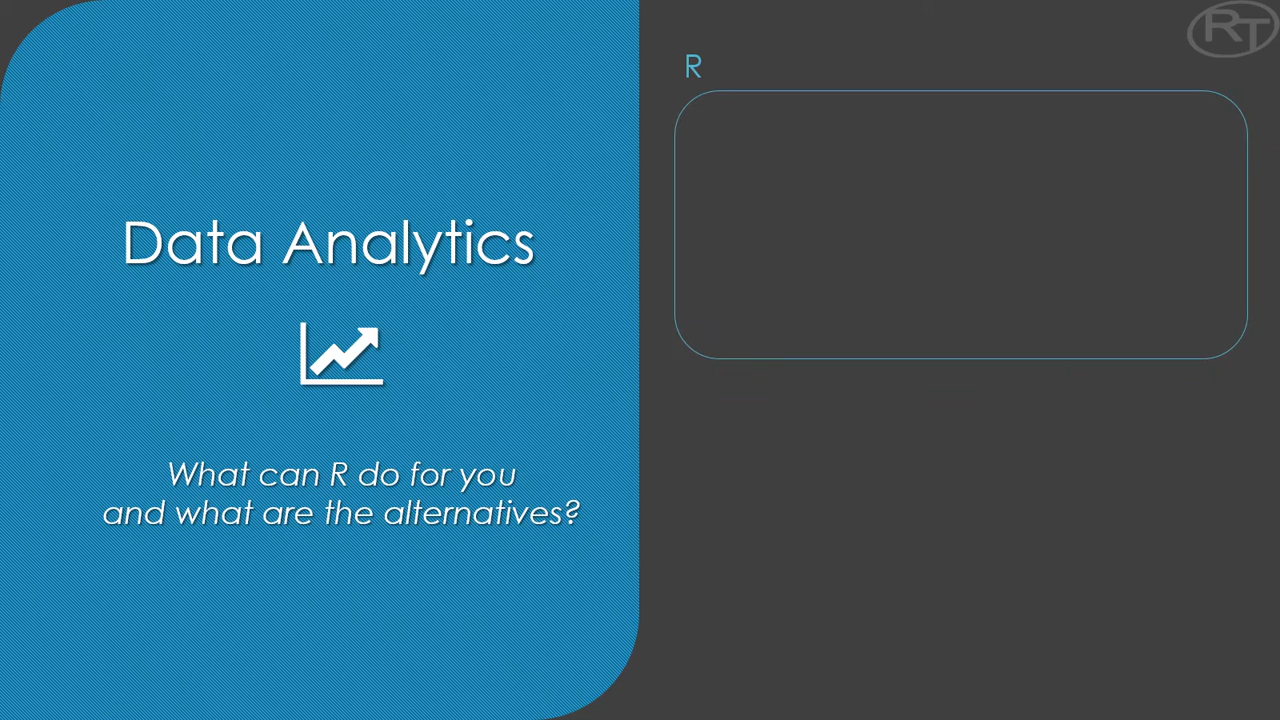 Data Analytics
What can R do for you
and what are the alternatives?
R
RT